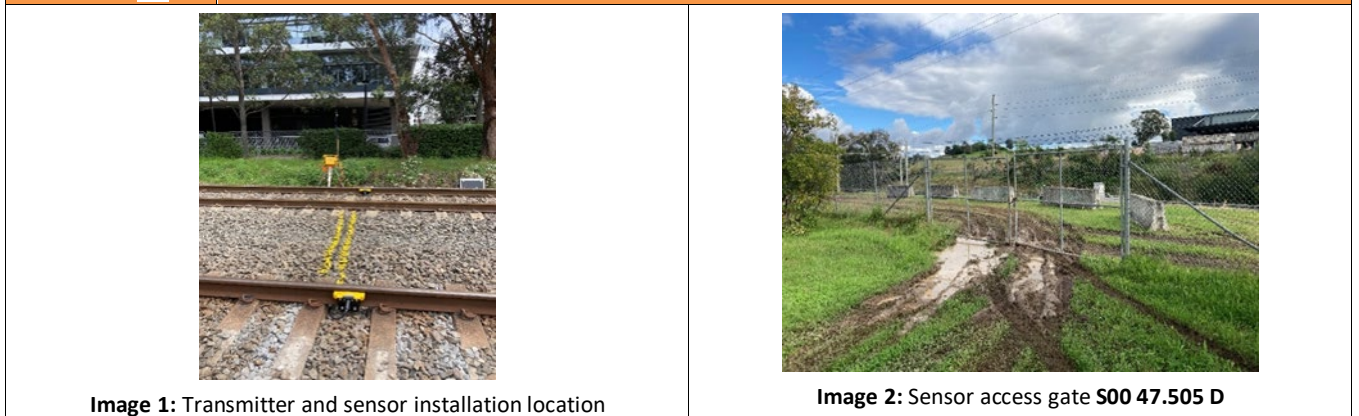 Image 1: Transmitter and sensor installation location
Image 2: Sensor access gate S00 47.505 D